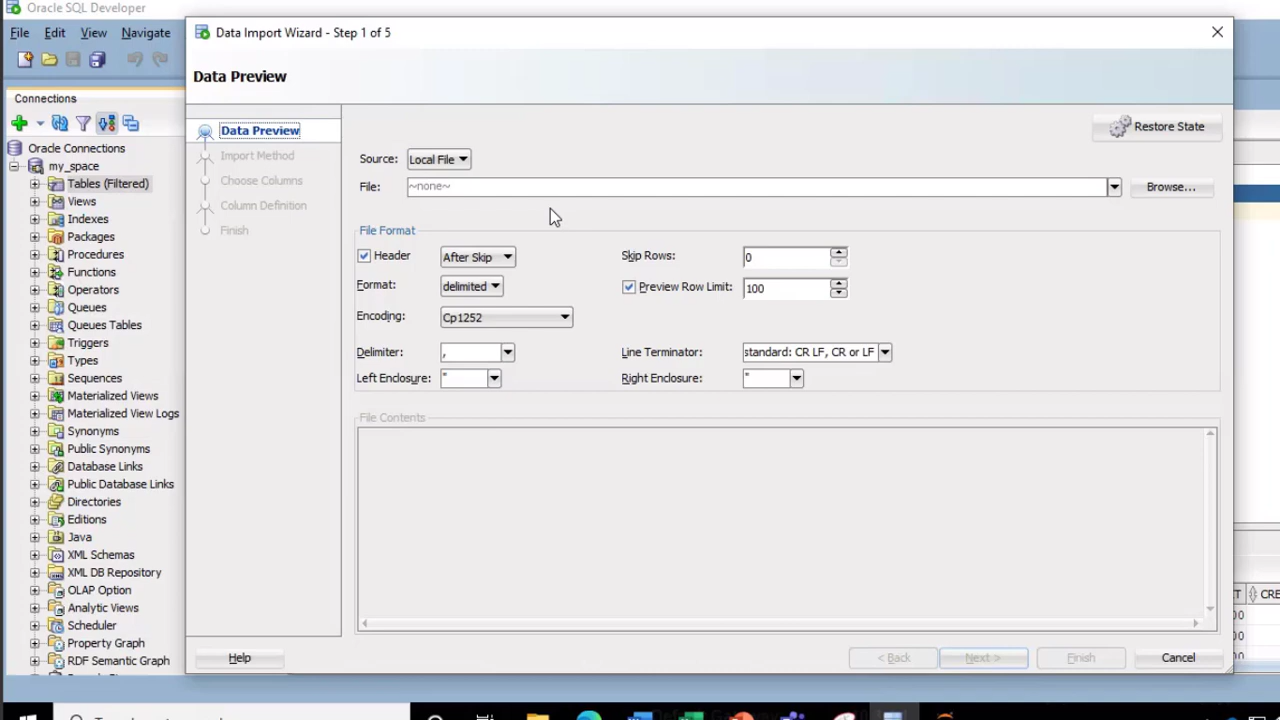 Oracle SQL Developer
File Edit View Navigate
Data Import Wizard - Step 1 of 5
Data Preview
Connections
Oracle Connections
my_space
Tables (Filtered)
Views
Indexes
Packages
Procedures
Functions
Operators
Queues
Queues Tables
Triggers
Types
Sequences
Materialized Views
Materialized View Logs
Synonyms
Public Synonyms
Database Links
Public Database Links
Directories
Editions
Java
XML Schemas
XML DB Repository
OLAP Option
Analytic Views
Scheduler
Property Graph
RDF Semantic Graph
Data Preview
Import Method
Choose Columns
Column Definition
Finish
Restore State
Source: Local File
File: ~none~ Browse...
File Format
Header After Skip Skip Rows: 0
Format: delimited Preview Row Limit: 100
Encoding: Cp1252
Delimiter: , Line Terminator: standard: CR LF, CR or LF
Left Enclosure: " Right Enclosure: "
File Contents
Help < Back Next > Finish Cancel
CRE